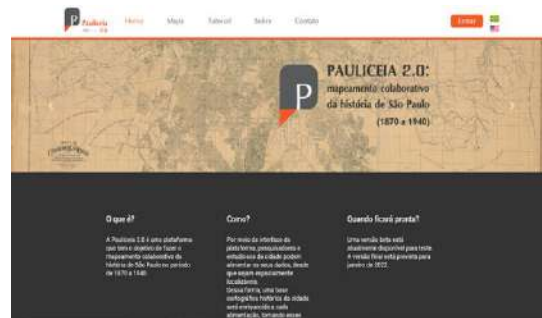 Pauliceia
Home Mapa Tutorial Sobre Contato
Entrar
P
PAULICEIA 2.0:
mapeamento colaborativo
da história de São Paulo
(1870 a 1940)
O que é?
A Pauliceia 2.0 é uma plataforma
que tem o objetivo de fazer o
mapeamento colaborativo da
história de São Paulo no período
de 1870 a 1940.
Como?
Por meio da interface da
plataforma, pesquisadores e
estudiosos da cidade podem
alimentar os seus dados, desde
que sejam espacialmente
localizáveis.
Dessa forma, uma base
cartográfica histórica da cidade
será enriquecida a cada
alimentação, tornando esses
Quando ficará pronta?
Uma versão beta está
atualmente disponível para teste.
A versão final está prevista para
janeiro de 2022.